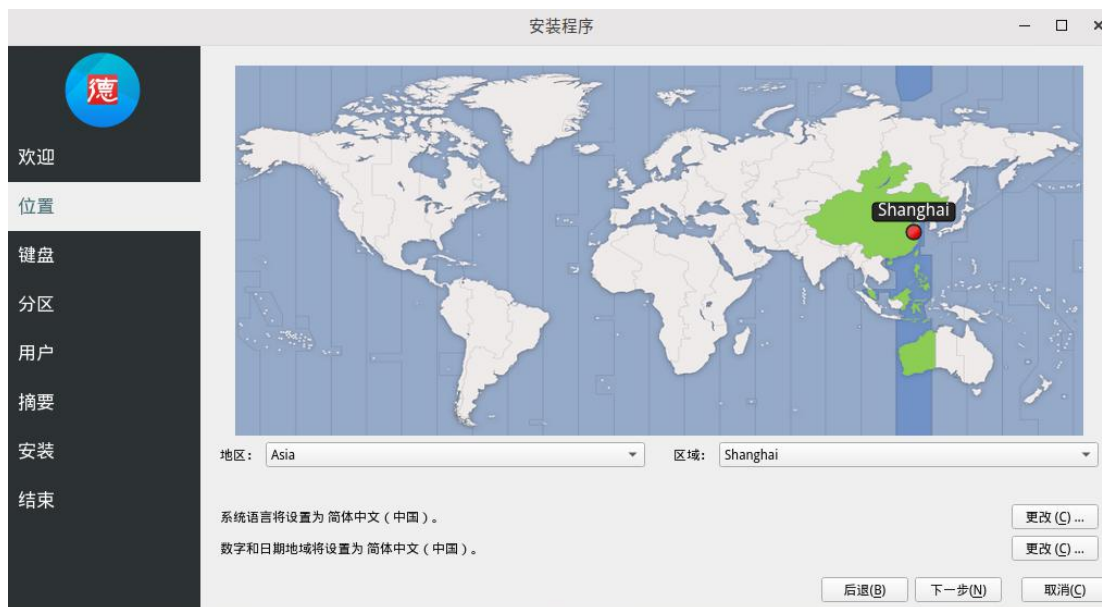 安装程序
德
欢迎
位置
键盘
分区
用户
摘要
安装
结束
Shanghai
地区: Asia 区域: Shanghai
系统语言将设置为 简体中文 ( 中国 ) 。 更改 (C) ...
数字和日期地域将设置为 简体中文 ( 中国 ) 。 更改 (C) ...
后退(B) 下一步(N) 取消(C)